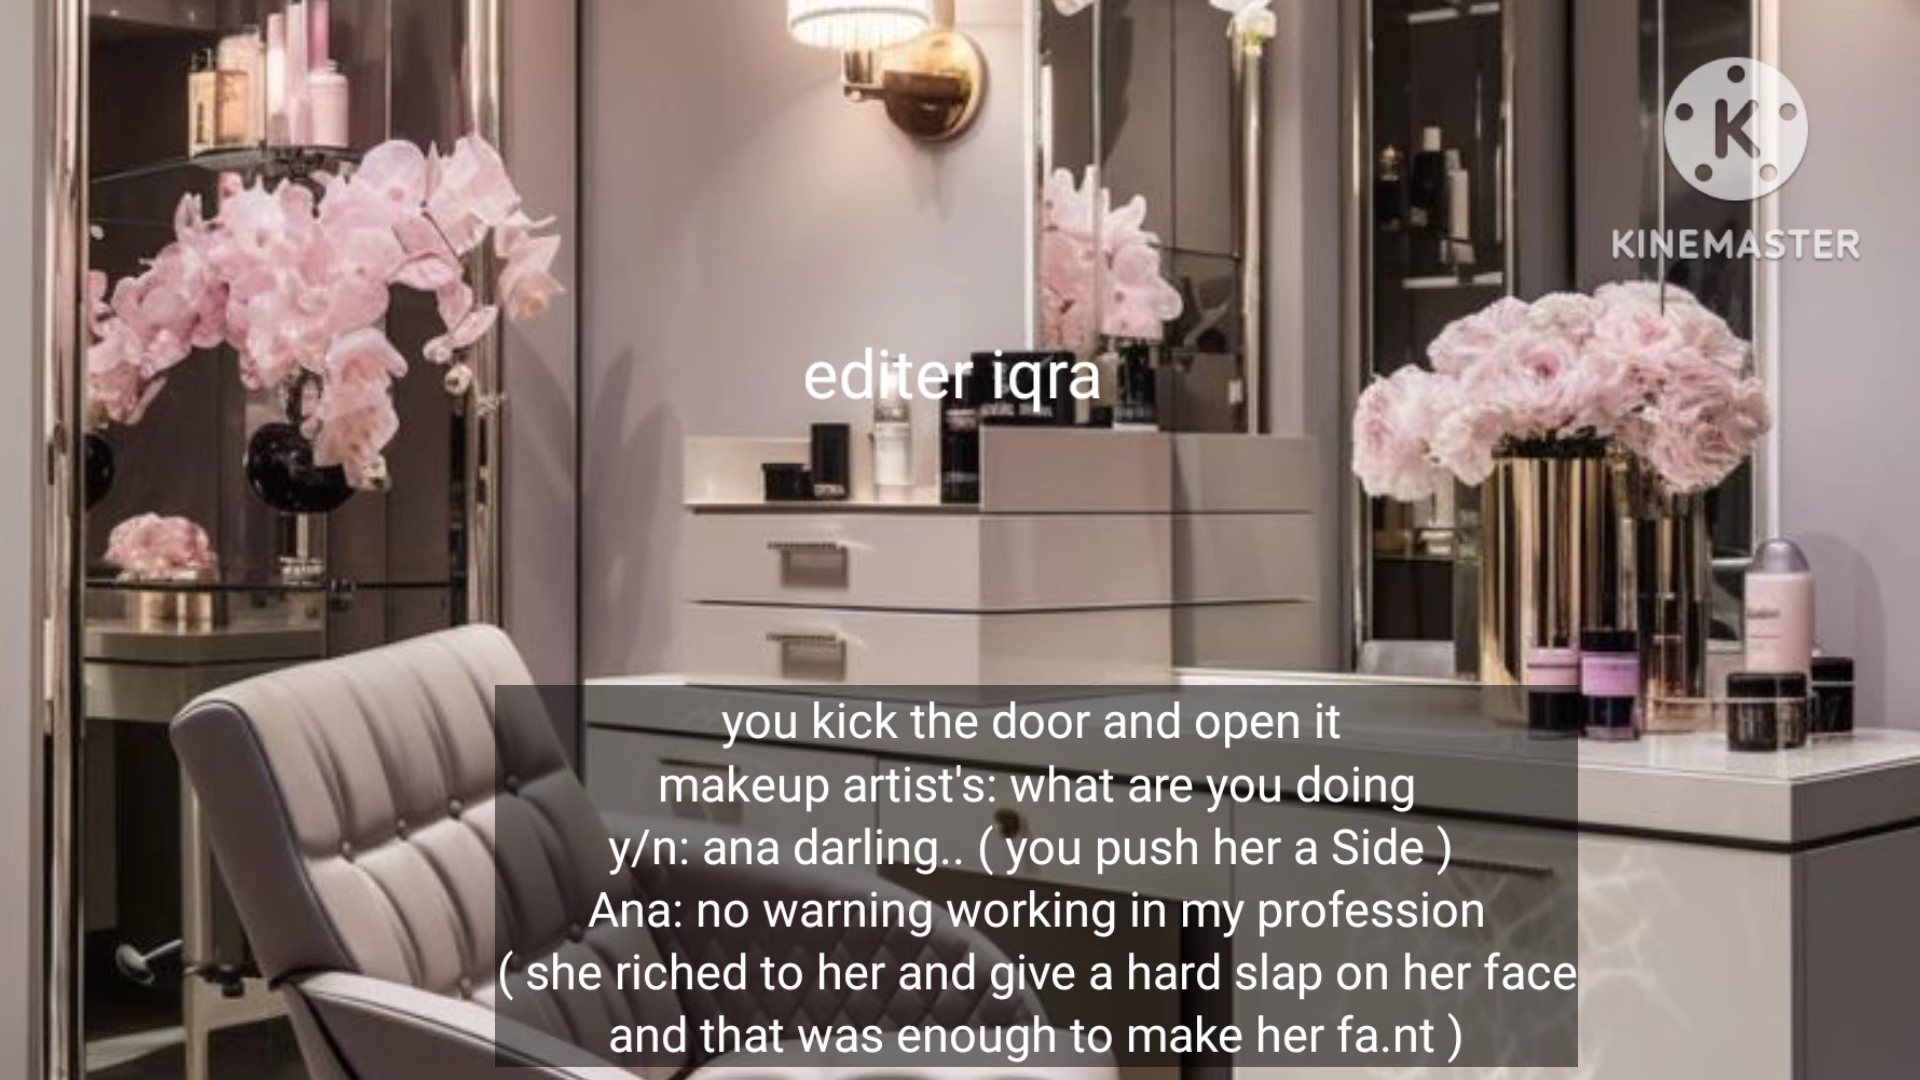 K
KINEMASTER
editer iqra
you kick the door and open it
makeup artist's: what are you doing
y/n: ana darling.. ( you push her a Side )
Ana: no warning working in my profession
( she riched to her and give a hard slap on her face
and that was enough to make her fa.nt )